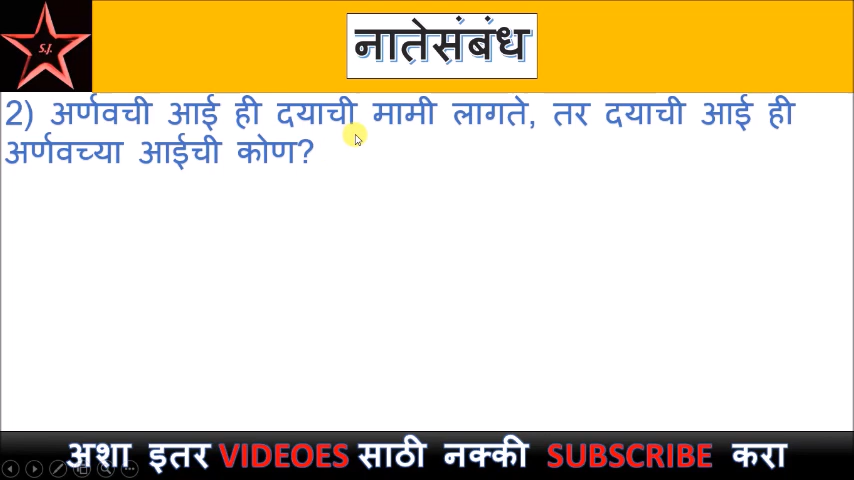 S.J.
नातेसंबंध
2) अर्णवची आई ही दयाची मामी लागते, तर दयाची आई ही
अर्णवच्या आईची कोण?
अशा इतर VIDEOES साठी नक्की SUBSCRIBE करा